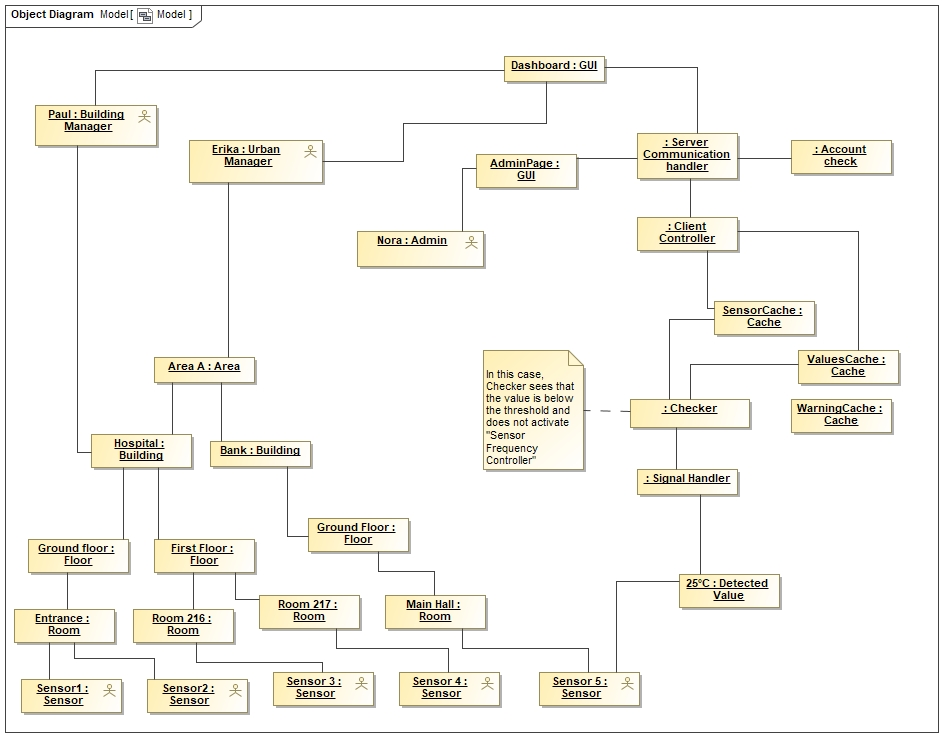 Object Diagram Model[ Model ]
Dashboard : GUI
Paul : Building
Manager
Erika : Urban
Manager
AdminPage :
GUI
: Server
Communication
handler
: Account
check
Nora : Admin
: Client
Controller
SensorCache :
Cache
ValuesCache :
Cache
Area A : Area
In this case,
Checker sees that
the value is below
the threshold and
does not activate
"Sensor
Frequency
Controller"
: Checker
WarningCache :
Cache
Hospital :
Building
Bank : Building
: Signal Handler
Ground floor :
Floor
First Floor :
Floor
Ground Floor :
Floor
25°C : Detected
Value
Entrance :
Room
Room 216 :
Room
Room 217 :
Room
Main Hall :
Room
Sensor1 :
Sensor
Sensor2 :
Sensor
Sensor 3 :
Sensor
Sensor 4 :
Sensor
Sensor 5 :
Sensor